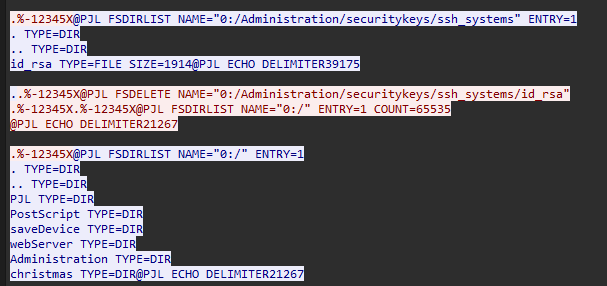 .%-12345X@PJL FSDIRLIST NAME="0:/Administration/securitykeys/ssh_systems" ENTRY=1
. TYPE=DIR
.. TYPE=DIR
id_rsa TYPE=FILE SIZE=1914@PJL ECHO DELIMITER39175
..%-12345X@PJL FSDELETE NAME="0:/Administration/securitykeys/ssh_systems/id_rsa"
.%-12345X.%-12345X@PJL FSDIRLIST NAME="0:/" ENTRY=1 COUNT=65535
@PJL ECHO DELIMITER21267
.%-12345X@PJL FSDIRLIST NAME="0:/" ENTRY=1
. TYPE=DIR
.. TYPE=DIR
PJL TYPE=DIR
PostScript TYPE=DIR
saveDevice TYPE=DIR
webServer TYPE=DIR
Administration TYPE=DIR
christmas TYPE=DIR@PJL ECHO DELIMITER21267